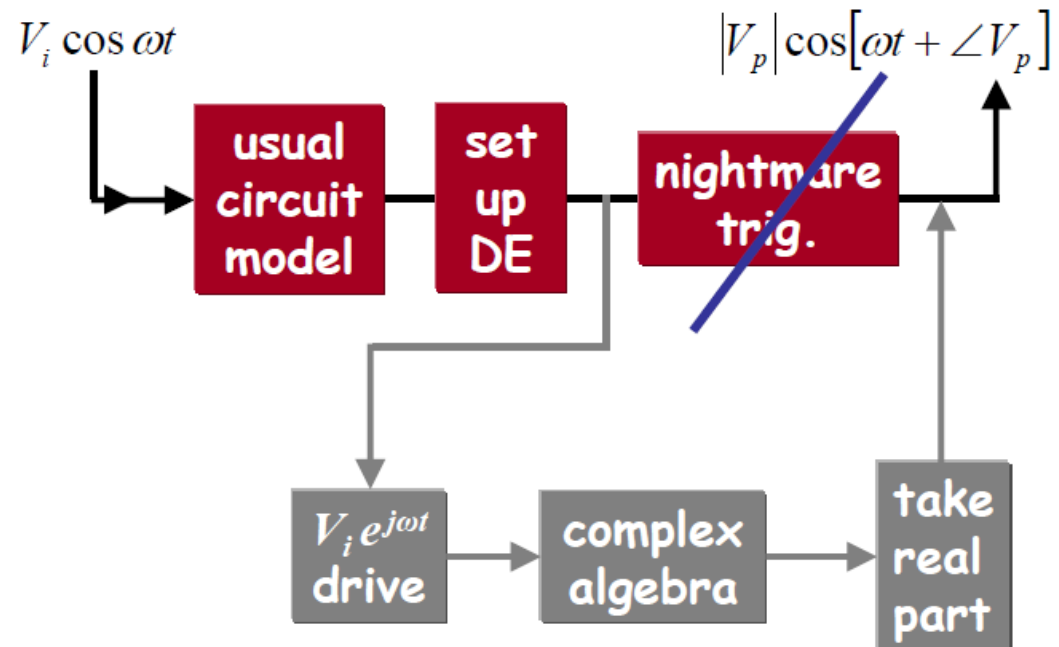 V_i cos ωt
|V_p| cos[ωt + ∠V_p]
usual
circuit
model
set
up
DE
nightmare
trig.
V_i e^{jωt}
drive
complex
algebra
take
real
part